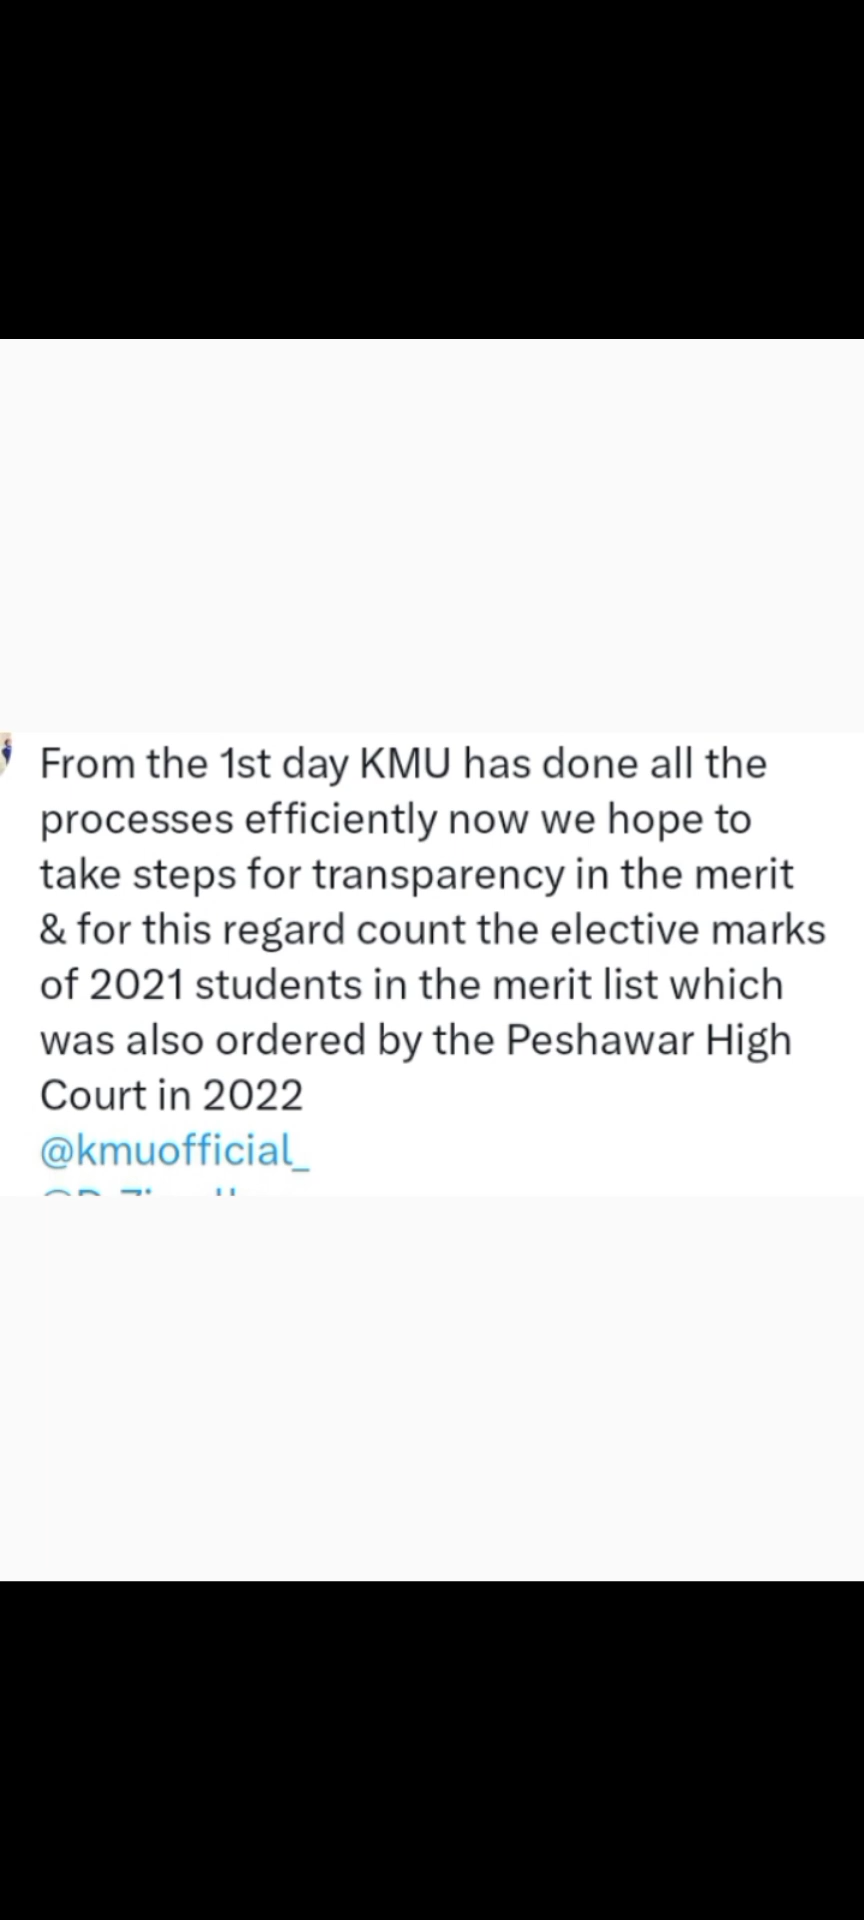 From the 1st day KMU has done all the
processes efficiently now we hope to
take steps for transparency in the merit
& for this regard count the elective marks
of 2021 students in the merit list which
was also ordered by the Peshawar High
Court in 2022
@kmuofficial_